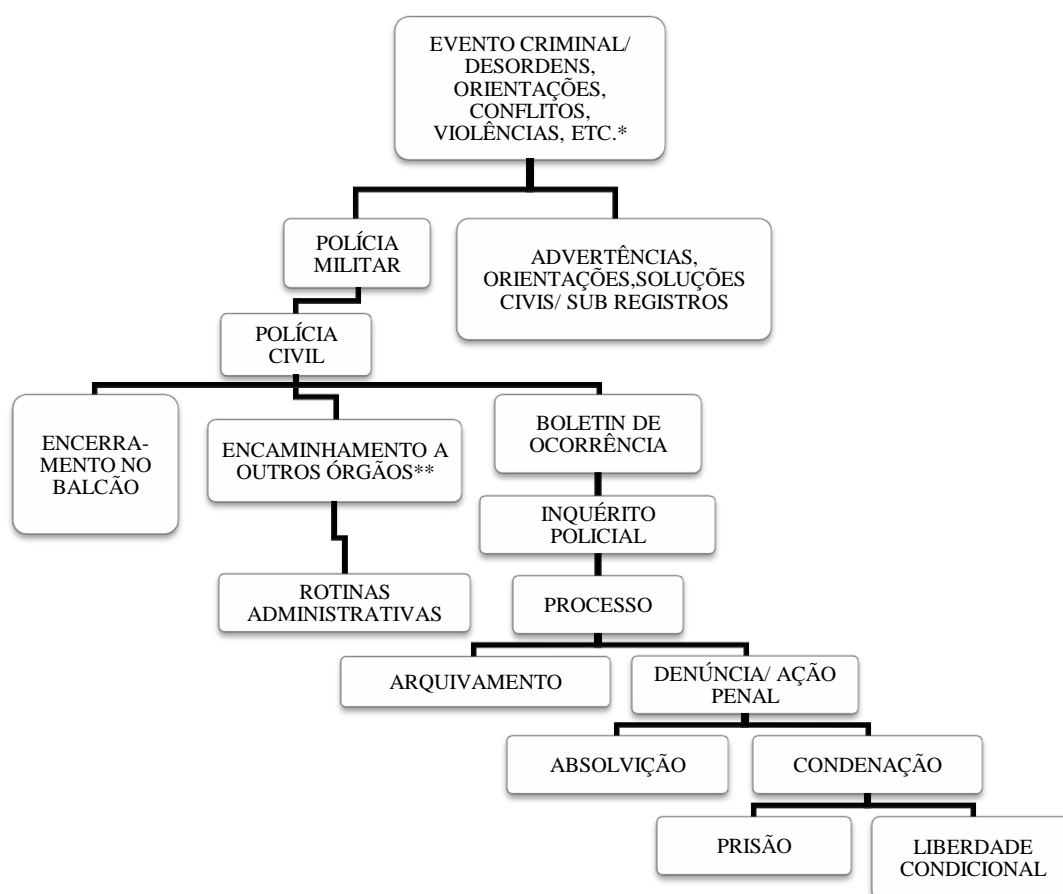 EVENTO CRIMINAL/
DESORDENS,
ORIENTAÇÕES,
CONFLITOS,
VIOLÊNCIAS, ETC.*
POLÍCIA
MILITAR
ADVERTÊNCIAS,
ORIENTAÇÕES,SOLUÇÕES
CIVIS/ SUB REGISTROS
POLÍCIA
CIVIL
ENCERRA-
MENTO NO
BALCÃO
ENCAMINHAMENTO A
OUTROS ÓRGÃOS**
BOLETIN DE
OCORRÊNCIA
INQUÉRITO
POLICIAL
ROTINAS
ADMINISTRATIVAS
PROCESSO
ARQUIVAMENTO
DENÚNCIA/ AÇÃO
PENAL
ABSOLVIÇÃO
CONDENAÇÃO
PRISÃO
LIBERDADE
CONDICIONAL